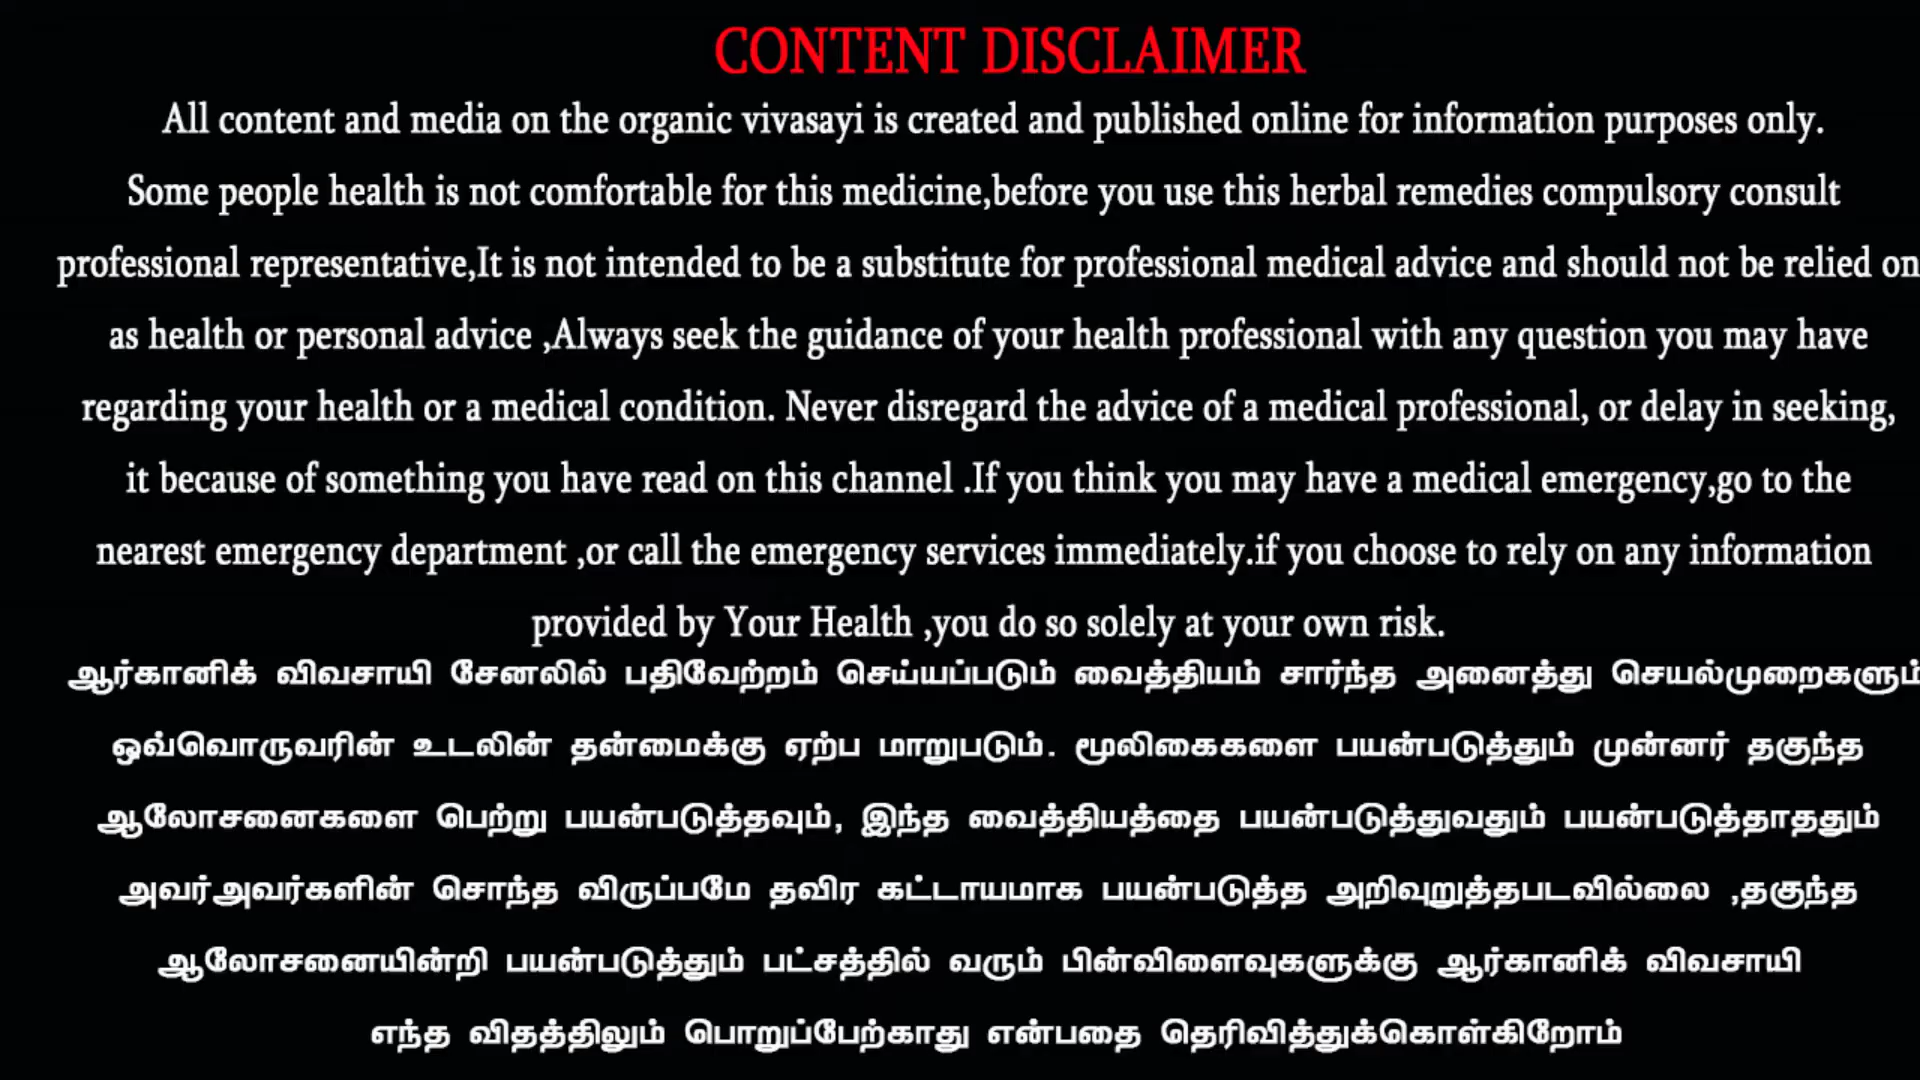 CONTENT DISCLAIMER
All content and media on the organic vivasayi is created and published online for information purposes only.
Some people health is not comfortable for this medicine,before you use this herbal remedies compulsory consult
professional representative,It is not intended to be a substitute for professional medical advice and should not be relied on
as health or personal advice ,Always seek the guidance of your health professional with any question you may have
regarding your health or a medical condition. Never disregard the advice of a medical professional, or delay in seeking,
it because of something you have read on this channel .If you think you may have a medical emergency,go to the
nearest emergency department ,or call the emergency services immediately.if you choose to rely on any information
provided by Your Health ,you do so solely at your own risk.
ஆர்கானிக் விவசாயி சேனலில் பதிவேற்றம் செய்யப்படும் வைத்தியம் சார்ந்த அனைத்து செயல்முறைகளும்
ஒவ்வொருவரின் உடலின் தன்மைக்கு ஏற்ப மாறுபடும். மூலிகைகளை பயன்படுத்தும் முன்னர் தகுந்த
ஆலோசனைகளை பெற்று பயன்படுத்தவும், இந்த வைத்தியத்தை பயன்படுத்துவதும் பயன்படுத்தாததும்
அவர்அவர்களின் சொந்த விருப்பமே தவிர கட்டாயமாக பயன்படுத்த அறிவுறுத்தபடவில்லை ,தகுந்த
ஆலோசனையின்றி பயன்படுத்தும் பட்சத்தில் வரும் பின்விளைவுகளுக்கு ஆர்கானிக் விவசாயி
எந்த விதத்திலும் பொறுப்பேற்காது என்பதை தெரிவித்துக்கொள்கிறோம்